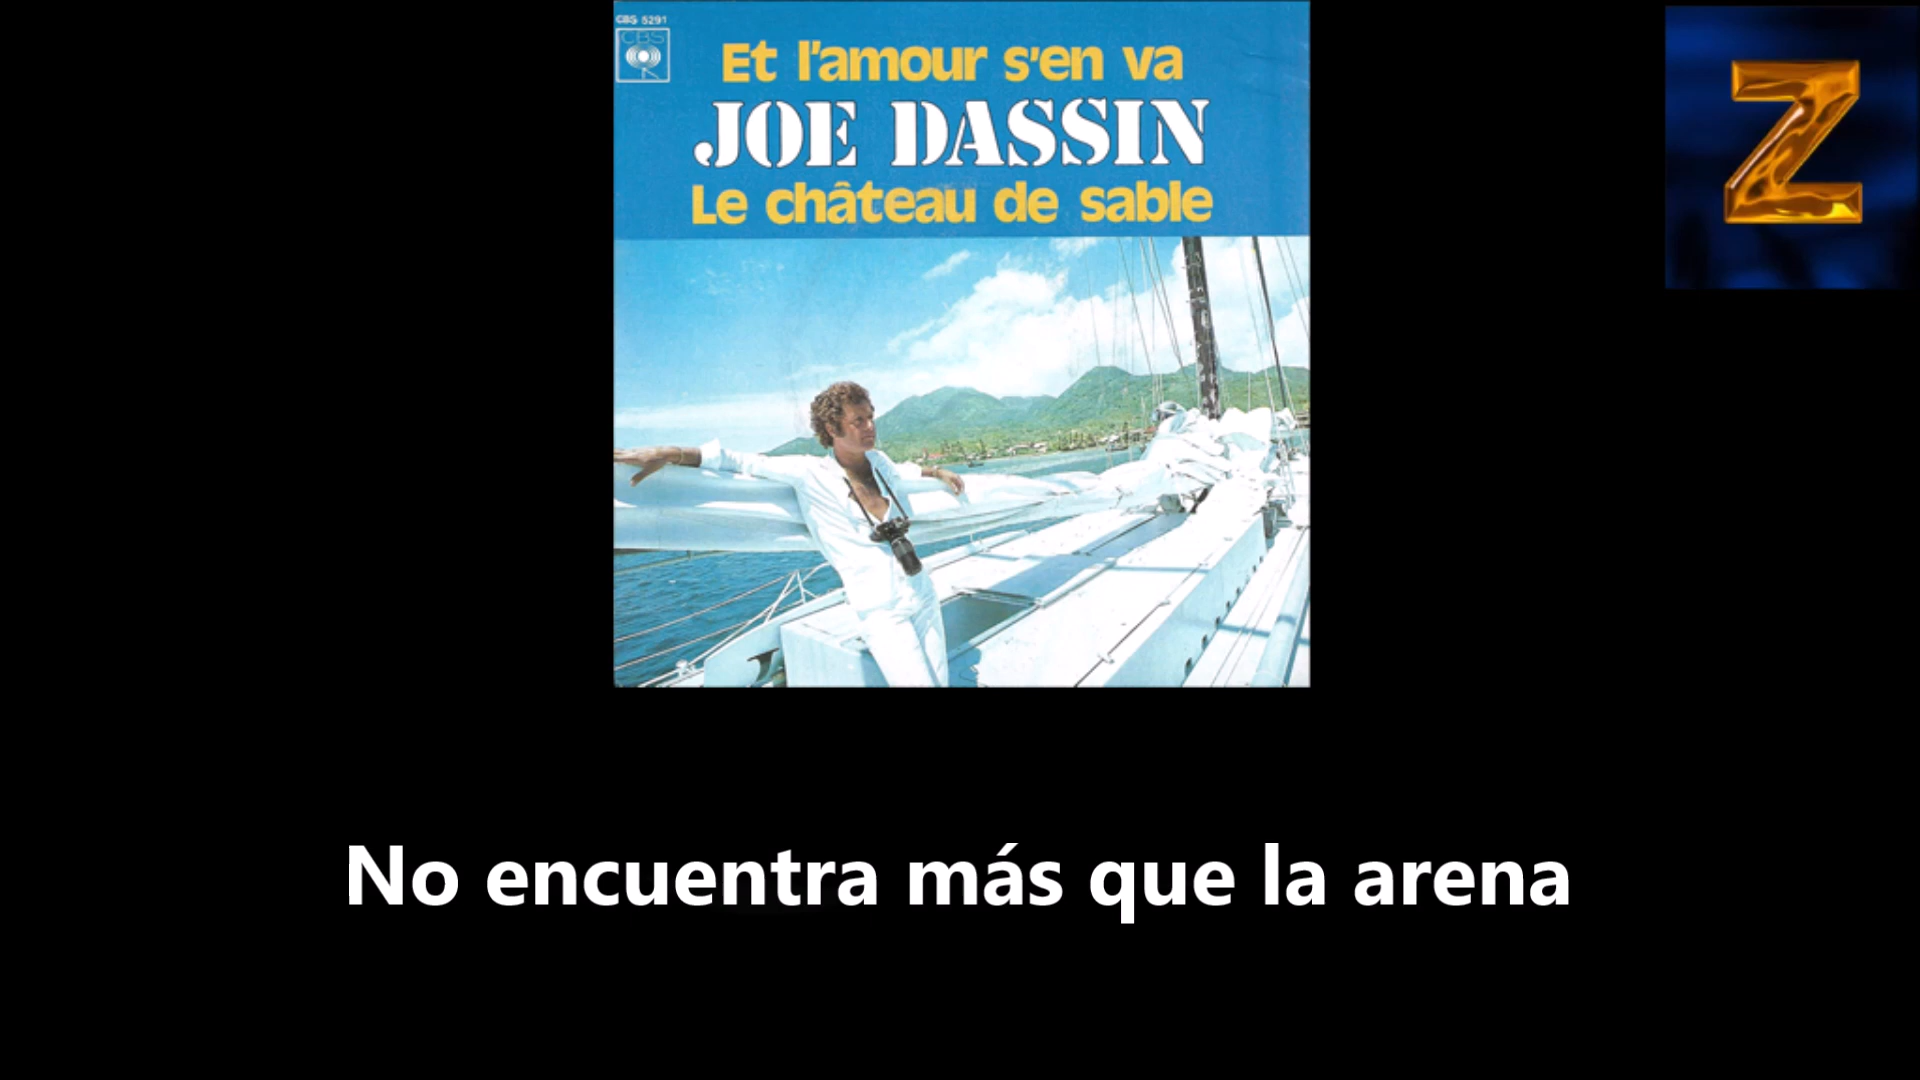 CBS 5291
CBS
Et l'amour s'en va
JOE DASSIN
Le château de sable
Z
No encuentra más que la arena